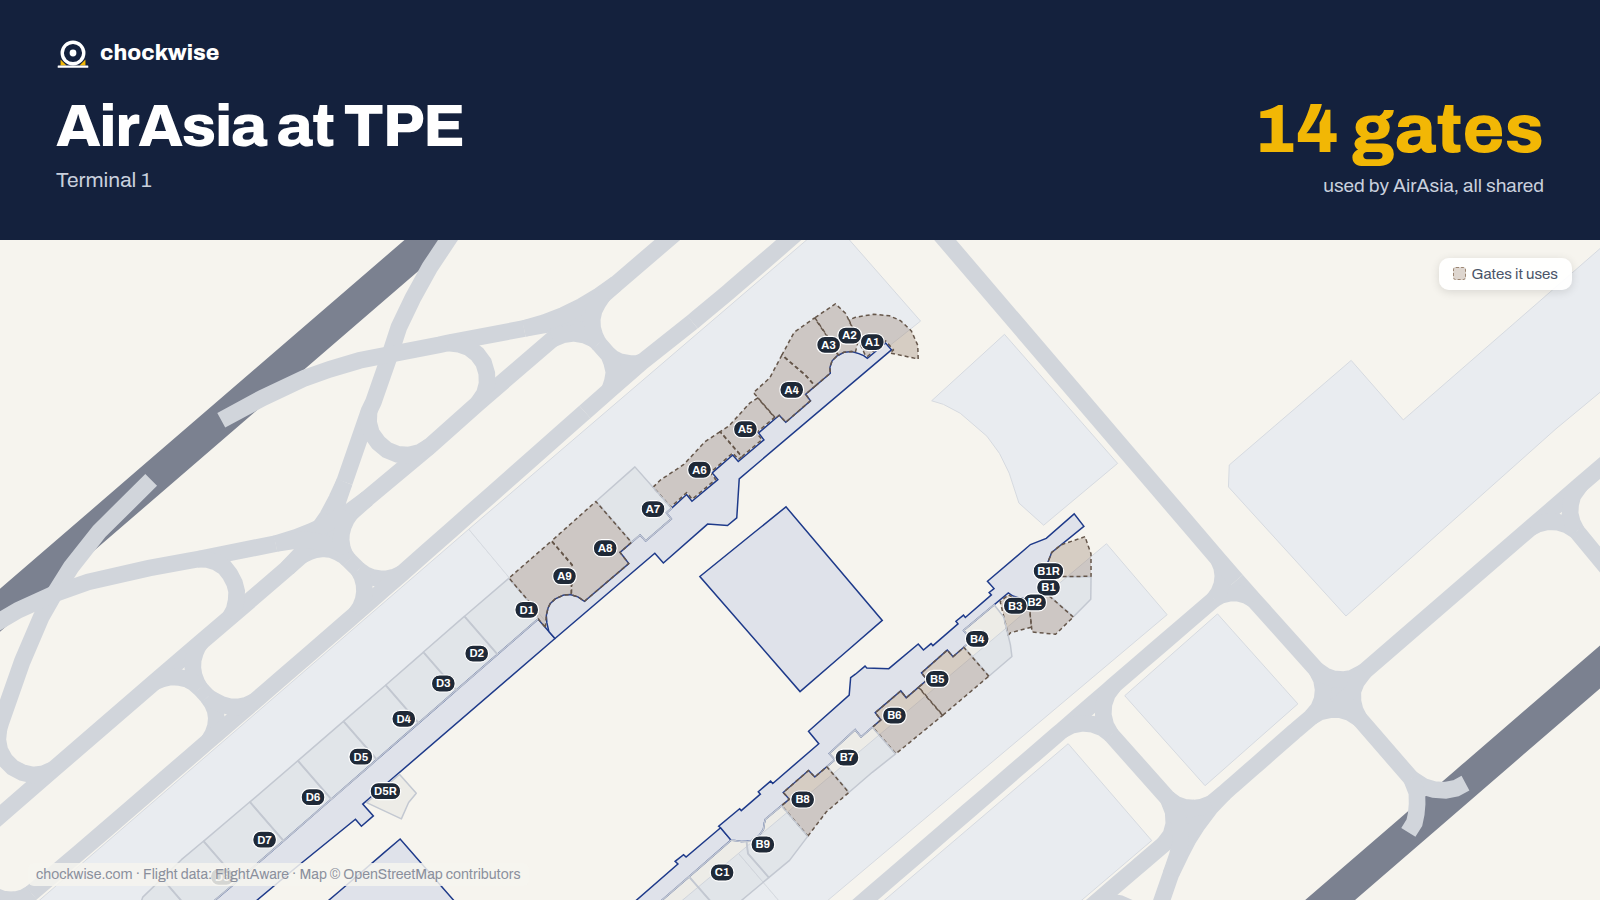 chockwise
AirAsia at TPE
Terminal 1
14 gates
used by AirAsia, all shared
Gates it uses
A1
A2
A3
A4
A5
A6
A7
A8
A9
D1
D2
D3
D4
D5
D5R
D6
D7
B1R
B1
B2
B3
B4
B5
B6
B7
B8
B9
C1
chockwise.com · Flight data: FlightAware · Map © OpenStreetMap contributors